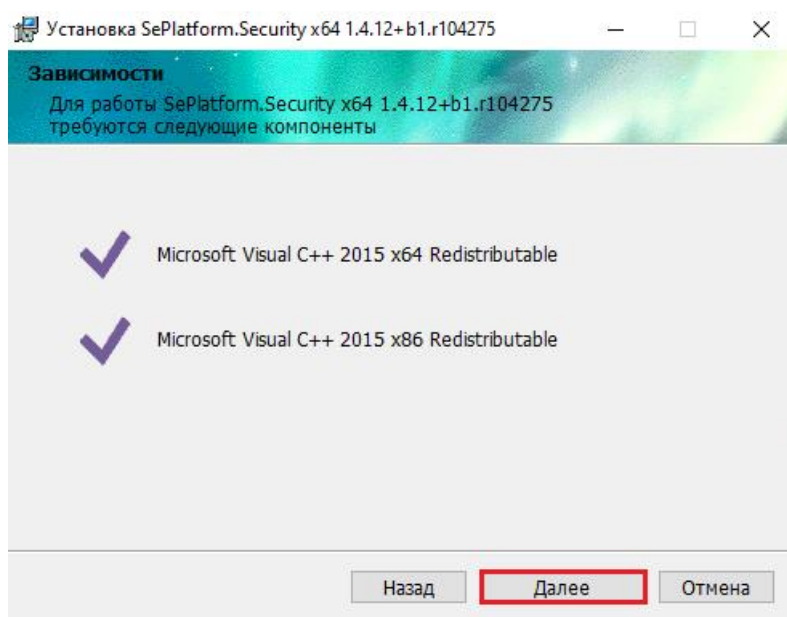 Установка SePlatform.Security x64 1.4.12+b1.r104275
Зависимости
Для работы SePlatform.Security x64 1.4.12+b1.r104275
требуются следующие компоненты
Microsoft Visual C++ 2015 x64 Redistributable
Microsoft Visual C++ 2015 x86 Redistributable
Назад Далее Отмена